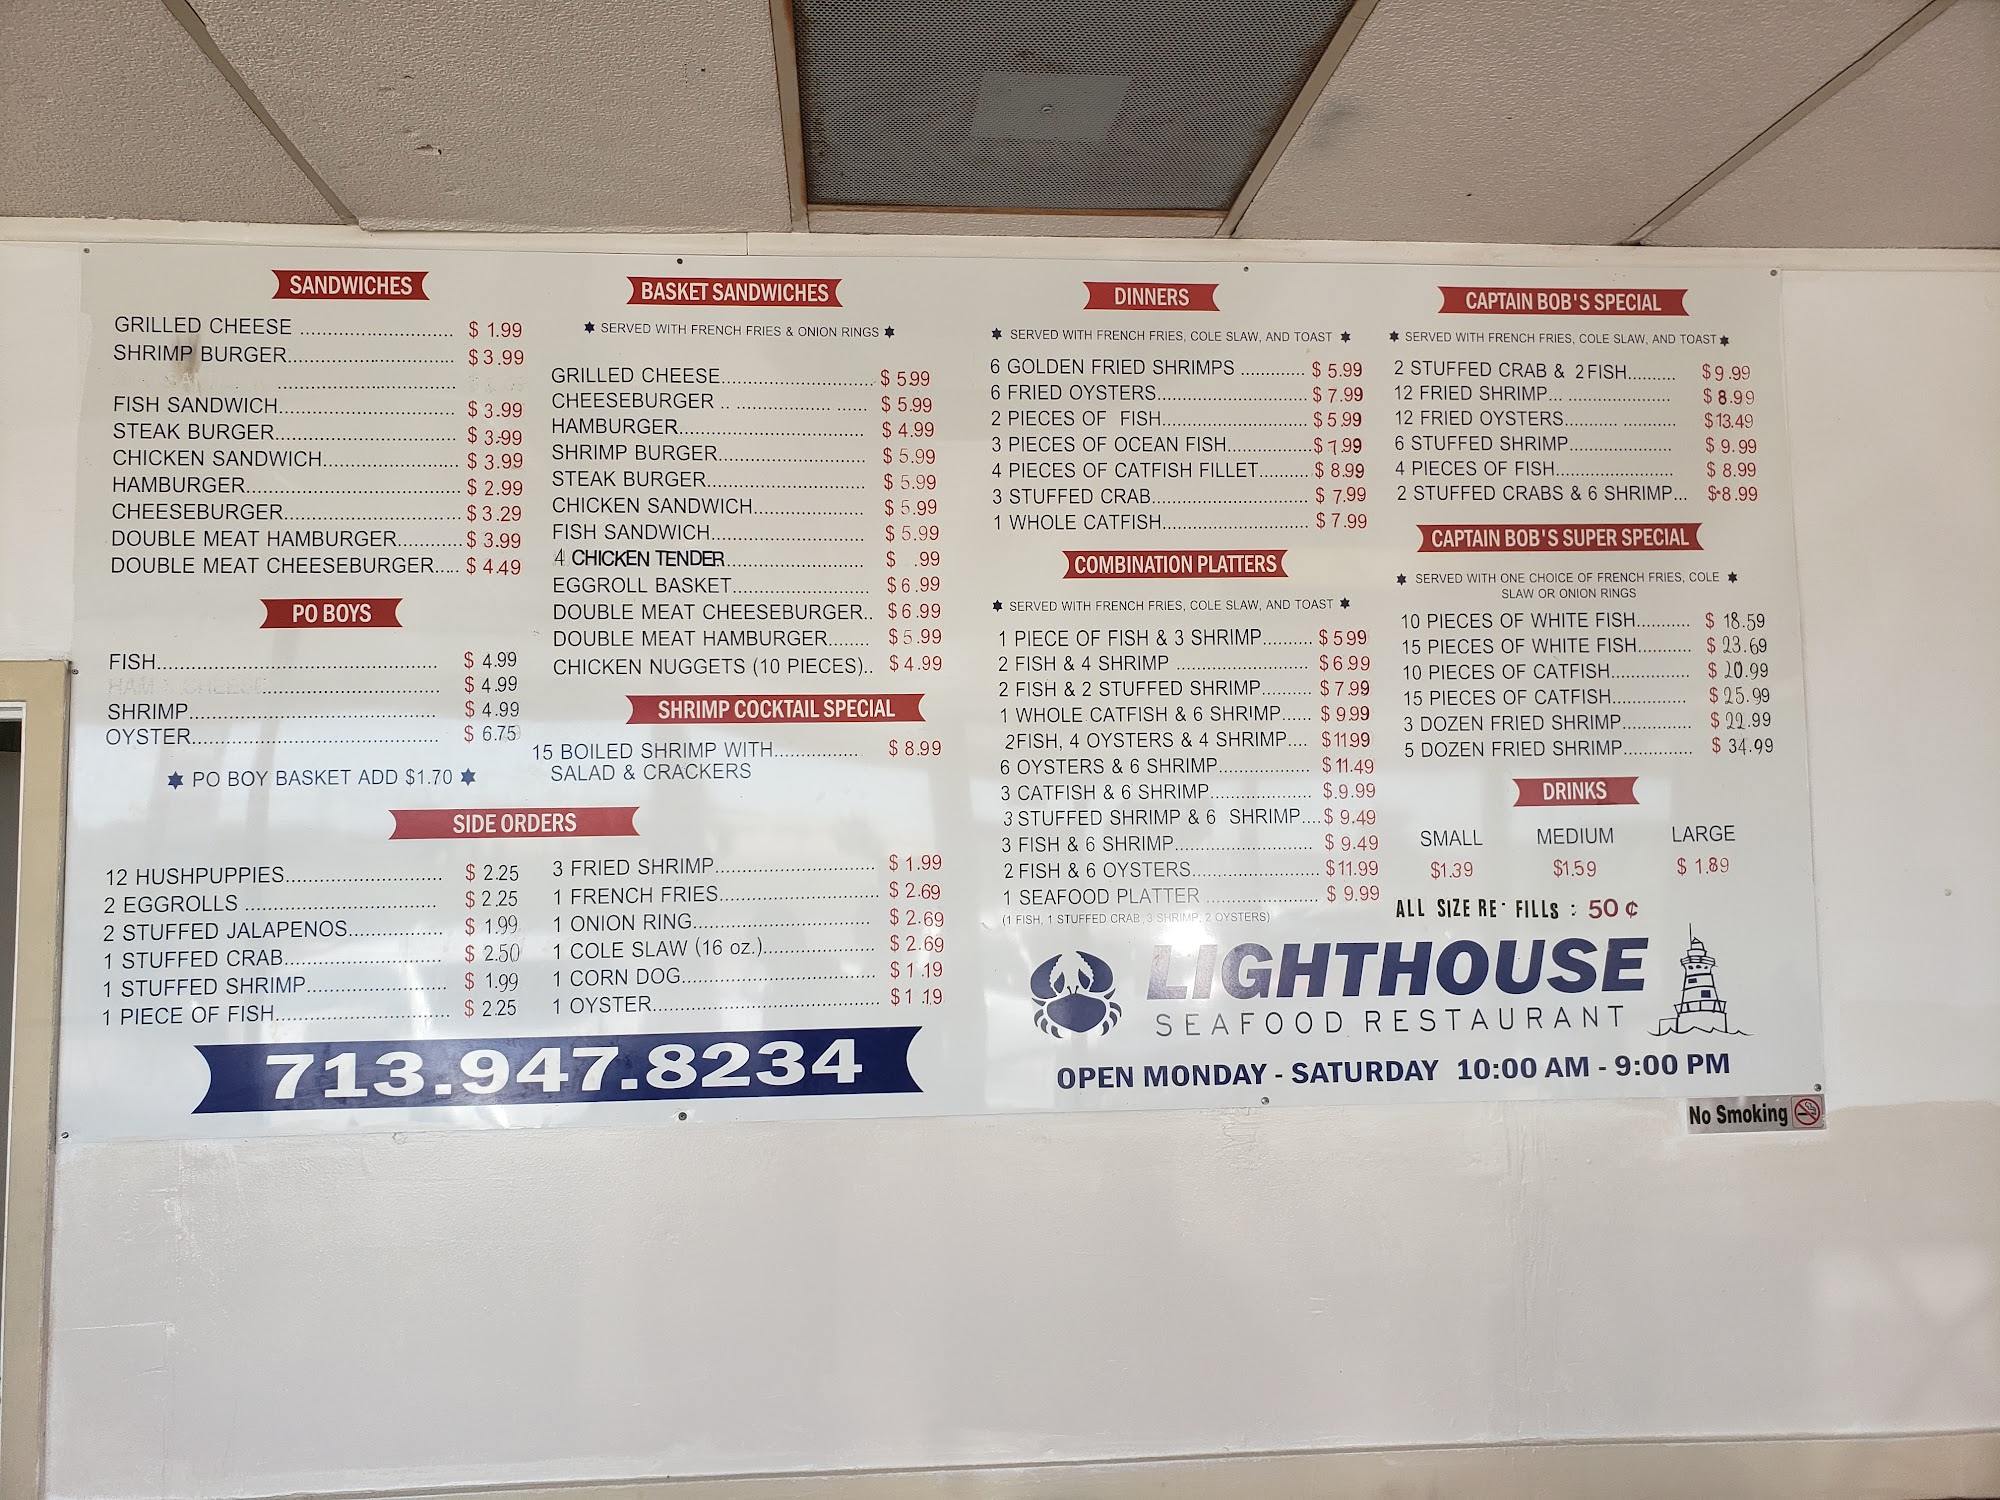 SANDWICHES
GRILLED CHEESE $ 1.99
SHRIMP BURGER $ 3.99
FISH SANDWICH $ 3.99
STEAK BURGER $ 3.99
CHICKEN SANDWICH $ 3.99
HAMBURGER $ 2.99
CHEESEBURGER $ 3.29
DOUBLE MEAT HAMBURGER $ 3.99
DOUBLE MEAT CHEESEBURGER $ 4.49
PO BOYS
FISH $ 4.99
HAM & CHEESE $ 4.99
SHRIMP $ 4.99
OYSTER $ 6.75
PO BOY BASKET ADD $1.70
BASKET SANDWICHES
SERVED WITH FRENCH FRIES & ONION RINGS
GRILLED CHEESE $ 5.99
CHEESEBURGER $ 5.99
HAMBURGER $ 4.99
SHRIMP BURGER $ 5.99
STEAK BURGER $ 5.99
CHICKEN SANDWICH $ 5.99
FISH SANDWICH $ 5.99
4 CHICKEN TENDER $ .99
EGGROLL BASKET $ 6.99
DOUBLE MEAT CHEESEBURGER $ 6.99
DOUBLE MEAT HAMBURGER $ 5.99
CHICKEN NUGGETS (10 PIECES) $ 4.99
SHRIMP COCKTAIL SPECIAL
15 BOILED SHRIMP WITH $ 8.99
SALAD & CRACKERS
SIDE ORDERS
12 HUSHPUPPIES $ 2.25
2 EGGROLLS $ 2.25
2 STUFFED JALAPENOS $ 1.99
1 STUFFED CRAB $ 2.50
1 STUFFED SHRIMP $ 1.99
1 PIECE OF FISH $ 2.25
3 FRIED SHRIMP $ 1.99
1 FRENCH FRIES $ 2.69
1 ONION RING $ 2.69
1 COLE SLAW (16 oz.) $ 2.69
1 CORN DOG $ 1.19
1 OYSTER $ 1.19
713.947.8234
DINNERS
SERVED WITH FRENCH FRIES, COLE SLAW, AND TOAST
6 GOLDEN FRIED SHRIMPS $ 5.99
6 FRIED OYSTERS $ 7.99
2 PIECES OF FISH $ 5.99
3 PIECES OF OCEAN FISH $ 7.99
4 PIECES OF CATFISH FILLET $ 8.99
3 STUFFED CRAB $ 7.99
1 WHOLE CATFISH $ 7.99
COMBINATION PLATTERS
SERVED WITH FRENCH FRIES, COLE SLAW, AND TOAST
1 PIECE OF FISH & 3 SHRIMP $ 5.99
2 FISH & 4 SHRIMP $ 6.99
2 FISH & 2 STUFFED SHRIMP $ 7.99
1 WHOLE CATFISH & 6 SHRIMP $ 9.99
2 FISH, 4 OYSTERS & 4 SHRIMP $ 11.99
6 OYSTERS & 6 SHRIMP $ 11.49
3 CATFISH & 6 SHRIMP $ 9.99
3 STUFFED SHRIMP & 6 SHRIMP $ 9.49
3 FISH & 6 SHRIMP $ 9.49
2 FISH & 6 OYSTERS $ 11.99
1 SEAFOOD PLATTER $ 9.99
(1 FISH, 1 STUFFED CRAB, 3 SHRIMP, 2 OYSTERS)
CAPTAIN BOB'S SPECIAL
SERVED WITH FRENCH FRIES, COLE SLAW, AND TOAST
2 STUFFED CRAB & 2 FISH $ 9.99
12 FRIED SHRIMP $ 8.99
12 FRIED OYSTERS $ 13.49
6 STUFFED SHRIMP $ 9.99
4 PIECES OF FISH $ 8.99
2 STUFFED CRABS & 6 SHRIMP $ 8.99
CAPTAIN BOB'S SUPER SPECIAL
SERVED WITH ONE CHOICE OF FRENCH FRIES, COLE
SLAW OR ONION RINGS
10 PIECES OF WHITE FISH $ 18.59
15 PIECES OF WHITE FISH $ 23.69
10 PIECES OF CATFISH $ 20.99
15 PIECES OF CATFISH $ 25.99
3 DOZEN FRIED SHRIMP $ 22.99
5 DOZEN FRIED SHRIMP $ 34.99
DRINKS
SMALL MEDIUM LARGE
$1.39 $1.59 $ 1.89
ALL SIZE RE- FILLS : 50 ¢
LIGHTHOUSE
SEAFOOD RESTAURANT
OPEN MONDAY - SATURDAY 10:00 AM - 9:00 PM
No Smoking